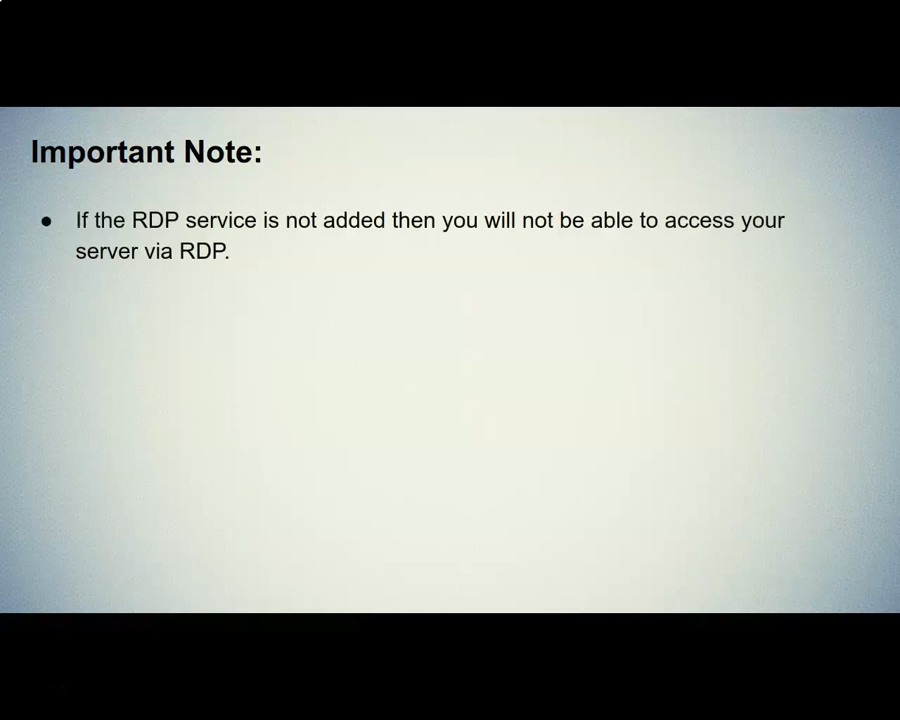 Important Note:
● If the RDP service is not added then you will not be able to access your
server via RDP.